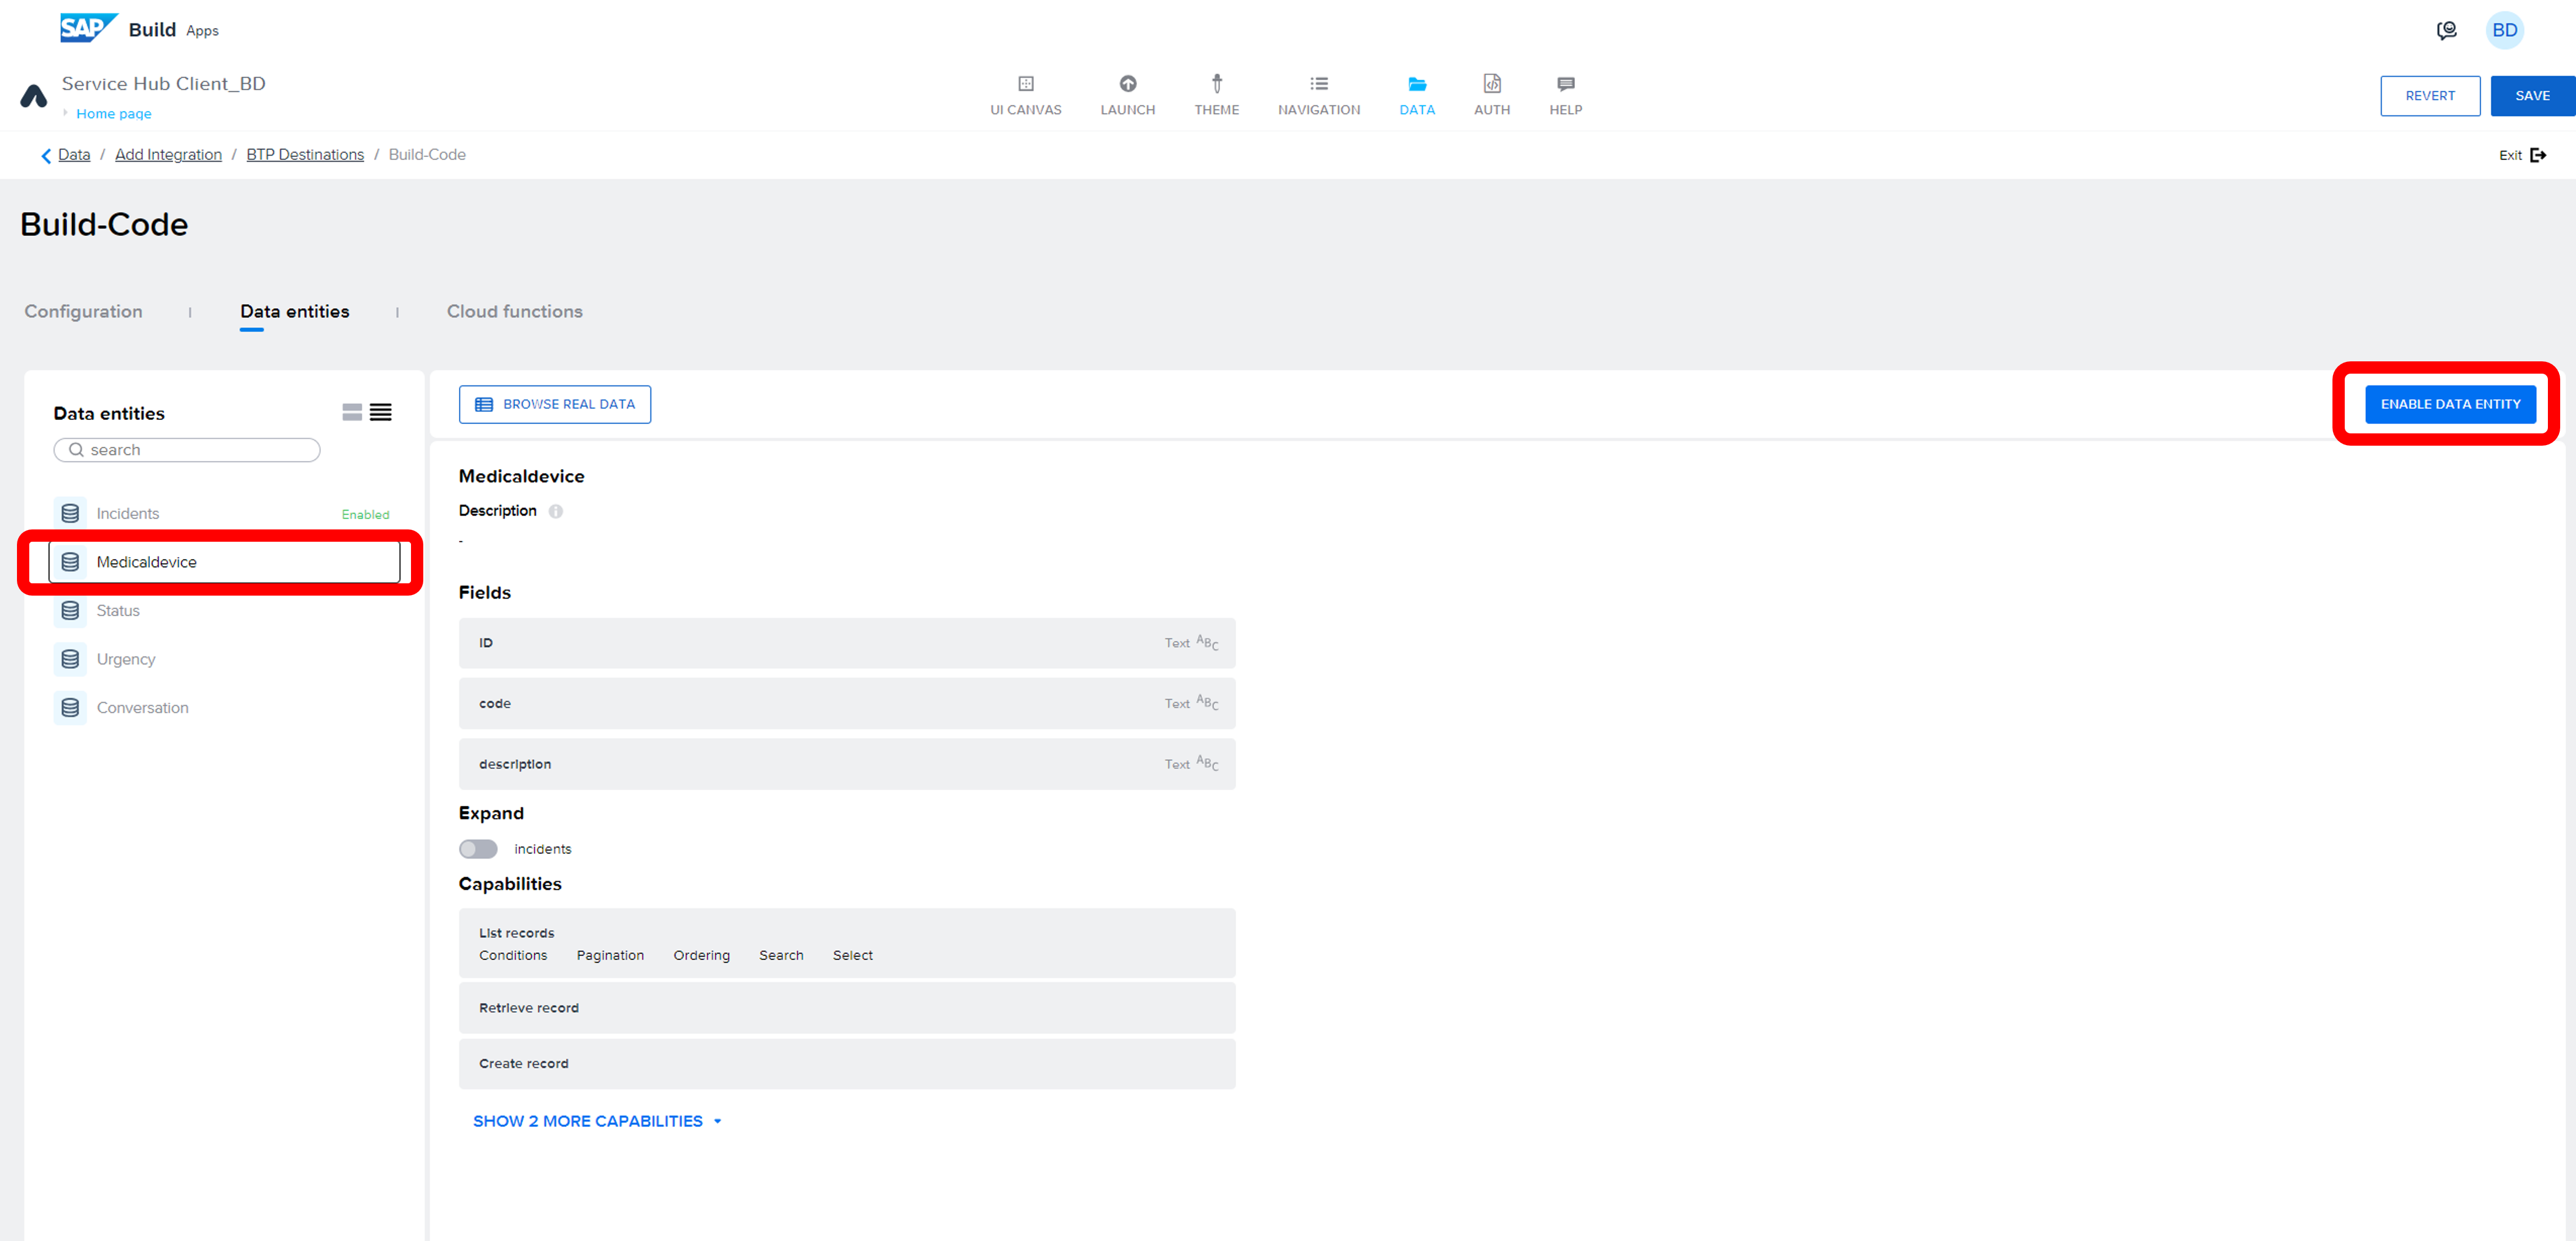 SAP Build Apps
BD
Service Hub Client_BD
Home page
UI CANVAS
LAUNCH
THEME
NAVIGATION
DATA
AUTH
HELP
REVERT
SAVE
Data / Add Integration / BTP Destinations / Build-Code
Exit
Build-Code
Configuration
Data entities
Cloud functions
Data entities
search
Incidents Enabled
Medicaldevice
Status
Urgency
Conversation
BROWSE REAL DATA
ENABLE DATA ENTITY
Medicaldevice
Description
-
Fields
ID Text ABC
code Text ABC
description Text ABC
Expand
incidents
Capabilities
List records
Conditions Pagination Ordering Search Select
Retrieve record
Create record
SHOW 2 MORE CAPABILITIES